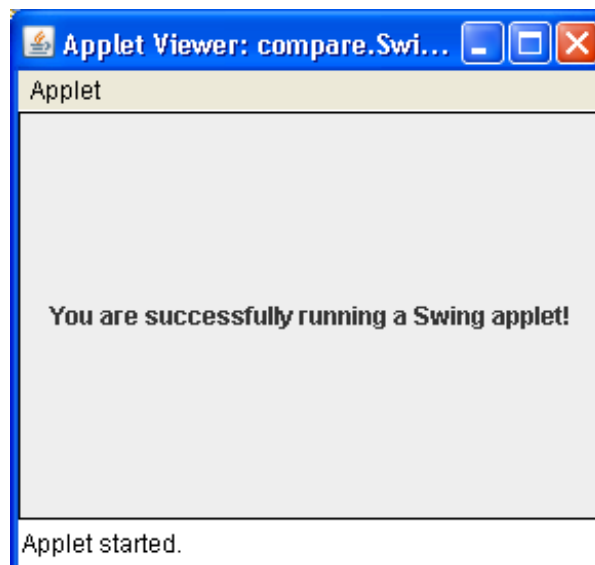 Applet Viewer: compare.Swi...
Applet
You are successfully running a Swing applet!
Applet started.